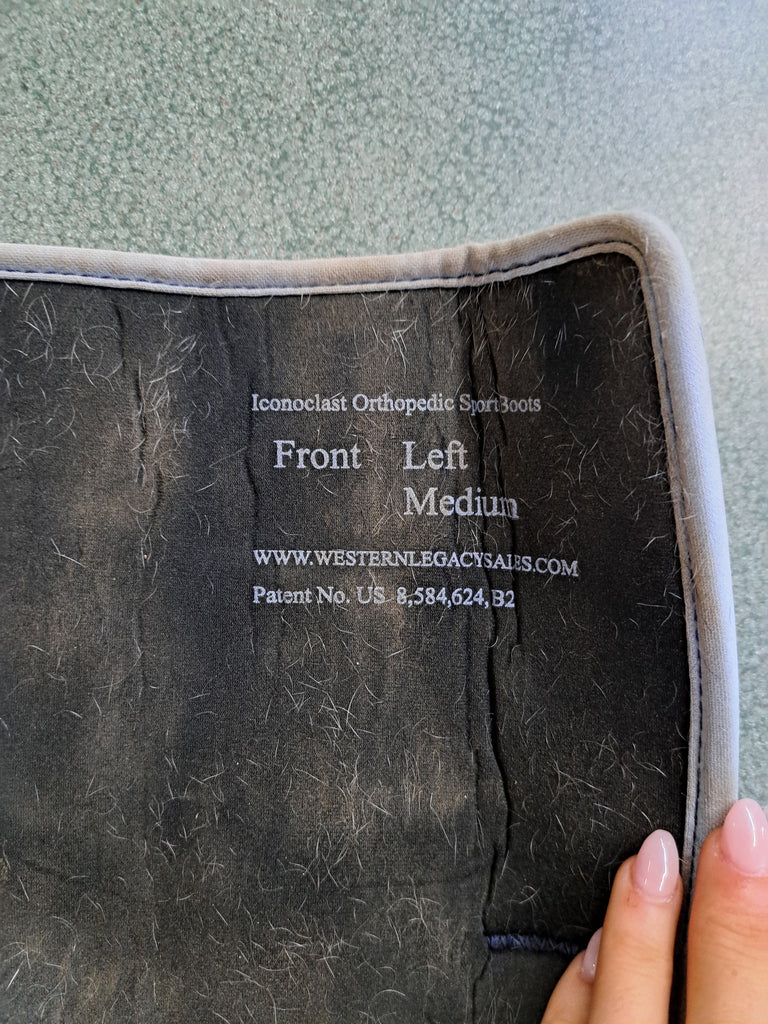 Iconoclast Orthopedic SportBoots
Front Left
Medium
WWW.WESTERNLEGACYSALES.COM
Patent No. US 8,584,624, B2